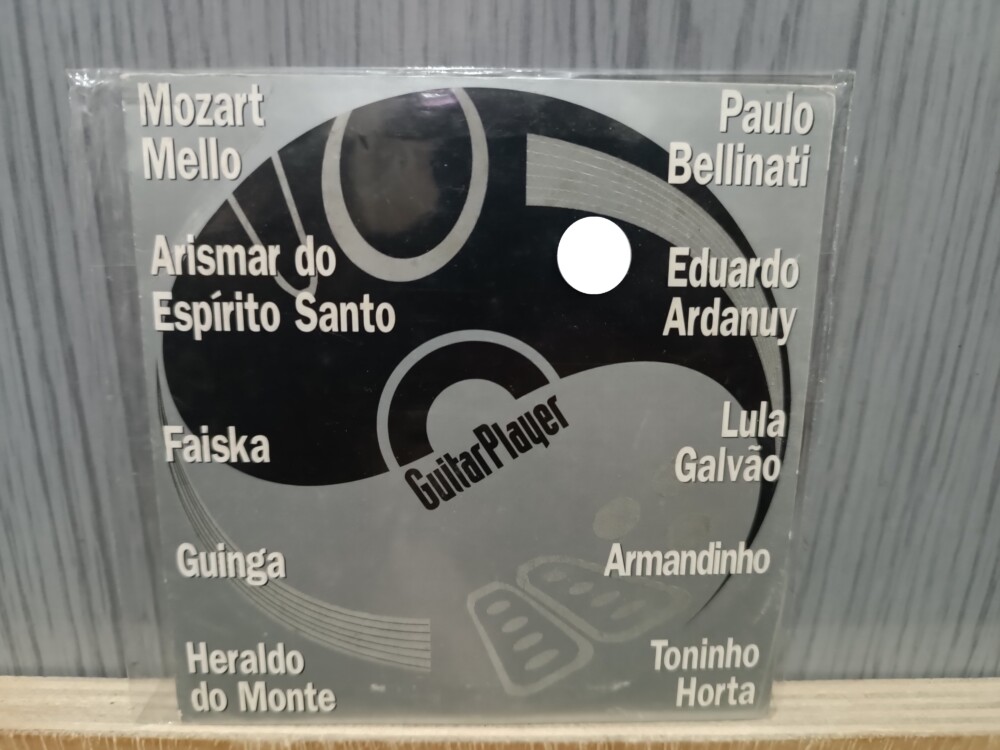 Mozart
Mello
Arismar do
Espírito Santo
Faiska
Guinga
Heraldo
do Monte
GuitarPlayer
Paulo
Bellinati
Eduardo
Ardanuy
Lula
Galvão
Armandinho
Toninho
Horta